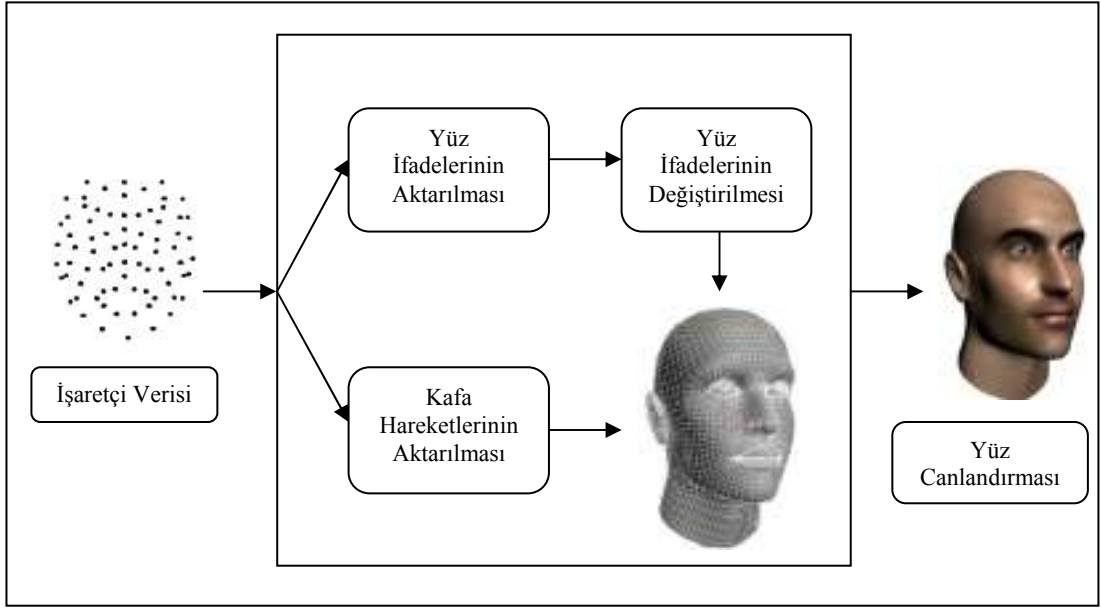 Yüz
İfadelerinin
Aktarılması
Yüz
İfadelerinin
Değiştirilmesi
İşaretçi Verisi
Kafa
Hareketlerinin
Aktarılması
Yüz
Canlandırması